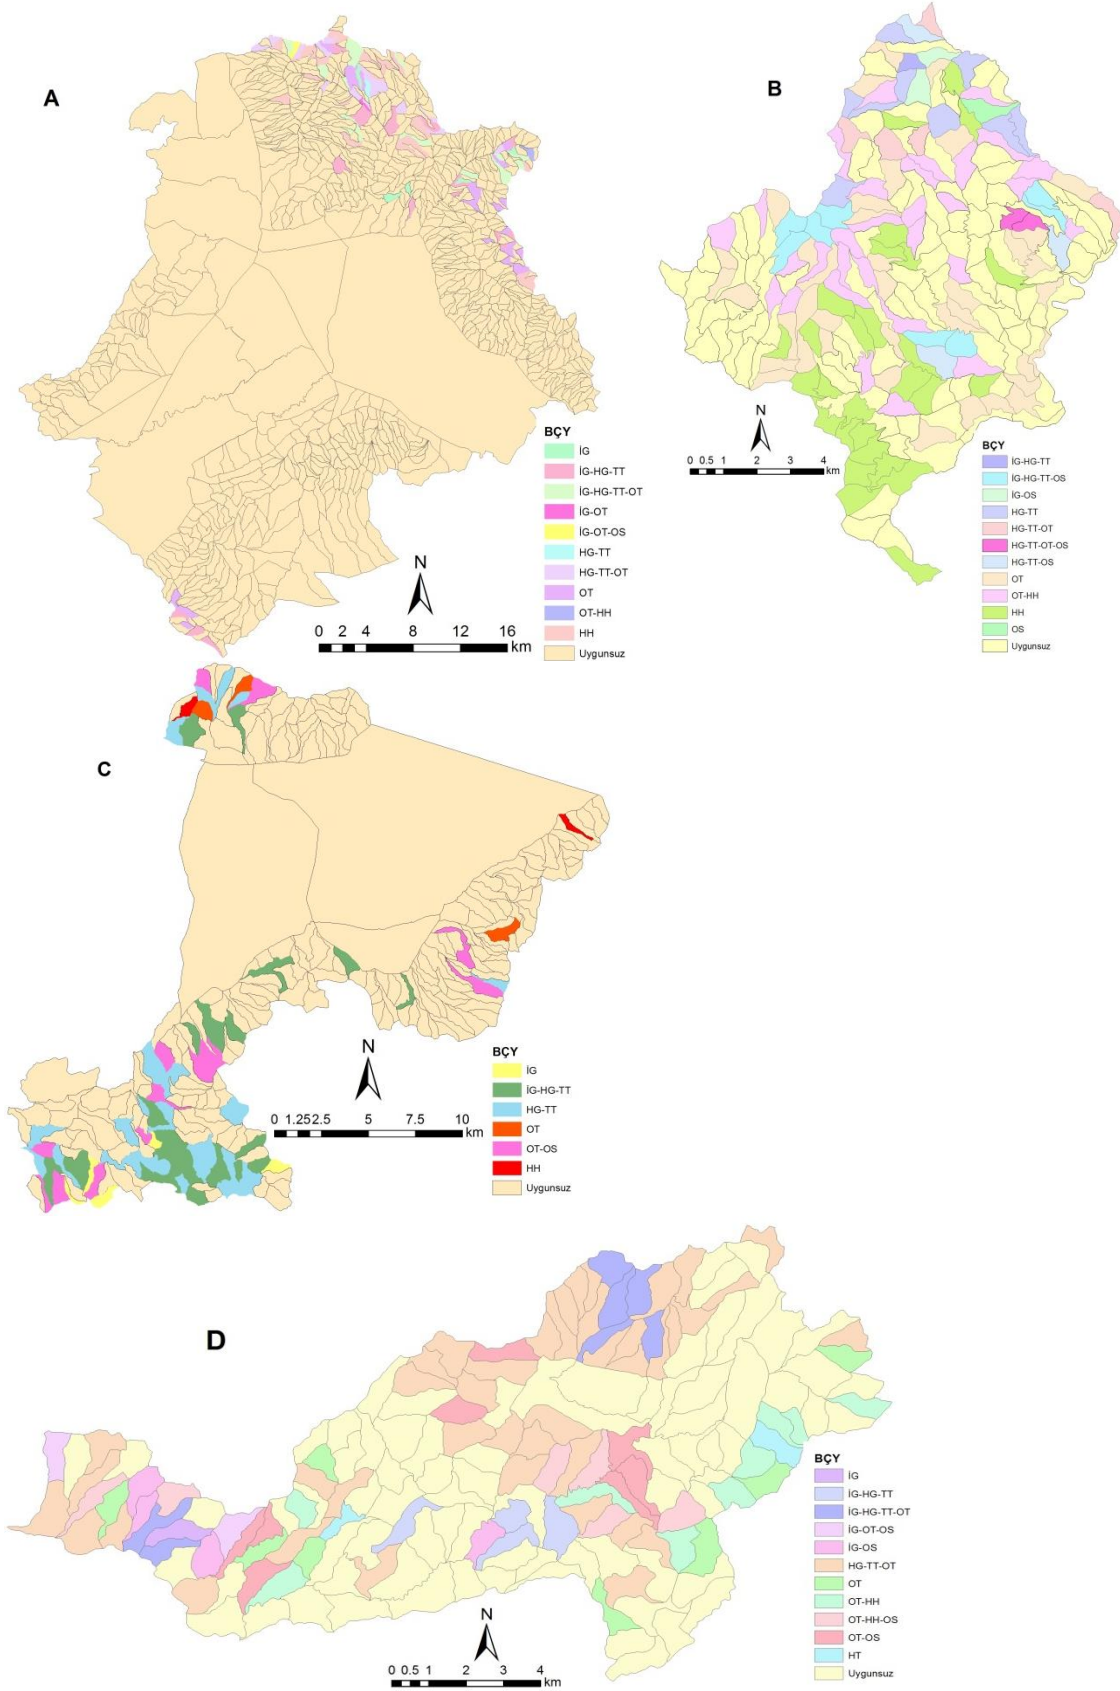 A
BÇY
İG
İG-HG-TT
İG-HG-TT-OT
İG-OT
İG-OT-OS
HG-TT
HG-TT-OT
OT
OT-HH
HH
Uygunsuz
N
0 2 4 8 12 16
km
B
N
0 0.5 1 2 3 4
km
BÇY
İG-HG-TT
İG-HG-TT-OS
İG-OS
HG-TT
HG-TT-OT
HG-TT-OT-OS
HG-TT-OS
OT
OT-HH
HH
OS
Uygunsuz
C
N
0 1.252.5 5 7.5 10
km
BÇY
İG
İG-HG-TT
HG-TT
OT
OT-OS
HH
Uygunsuz
D
N
0 0.5 1 2 3 4
km
BÇY
İG
İG-HG-TT
İG-HG-TT-OT
İG-OT-OS
İG-OS
HG-TT-OT
OT
OT-HH
OT-HH-OS
OT-OS
HT
Uygunsuz